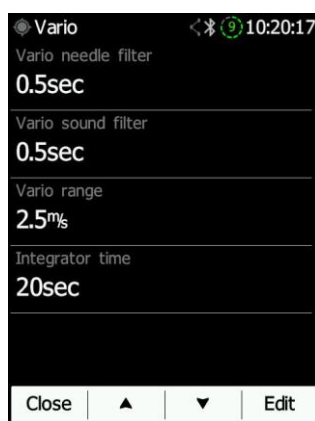 Vario 9 10:20:17
Vario needle filter
0.5sec
Vario sound filter
0.5sec
Vario range
2.5m/s
Integrator time
20sec
Close ▲ ▼ Edit